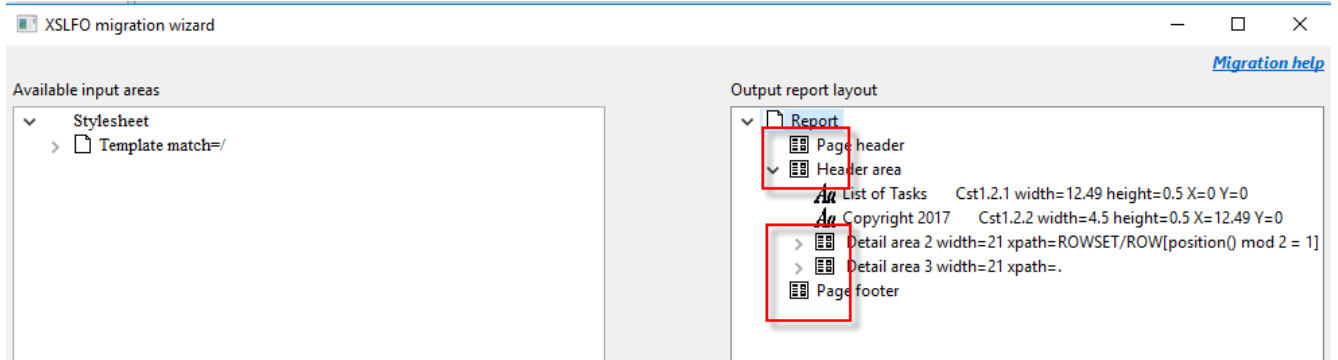 XSLFO migration wizard
Migration help
Available input areas
Output report layout
Stylesheet
Template match=/
Report
Page header
Header area
Aa List of Tasks Cst1.2.1 width=12.49 height=0.5 X=0 Y=0
Aa Copyright 2017 Cst1.2.2 width=4.5 height=0.5 X=12.49 Y=0
Detail area 2 width=21 xpath=ROWSET/ROW[position() mod 2 = 1]
Detail area 3 width=21 xpath=.
Page footer